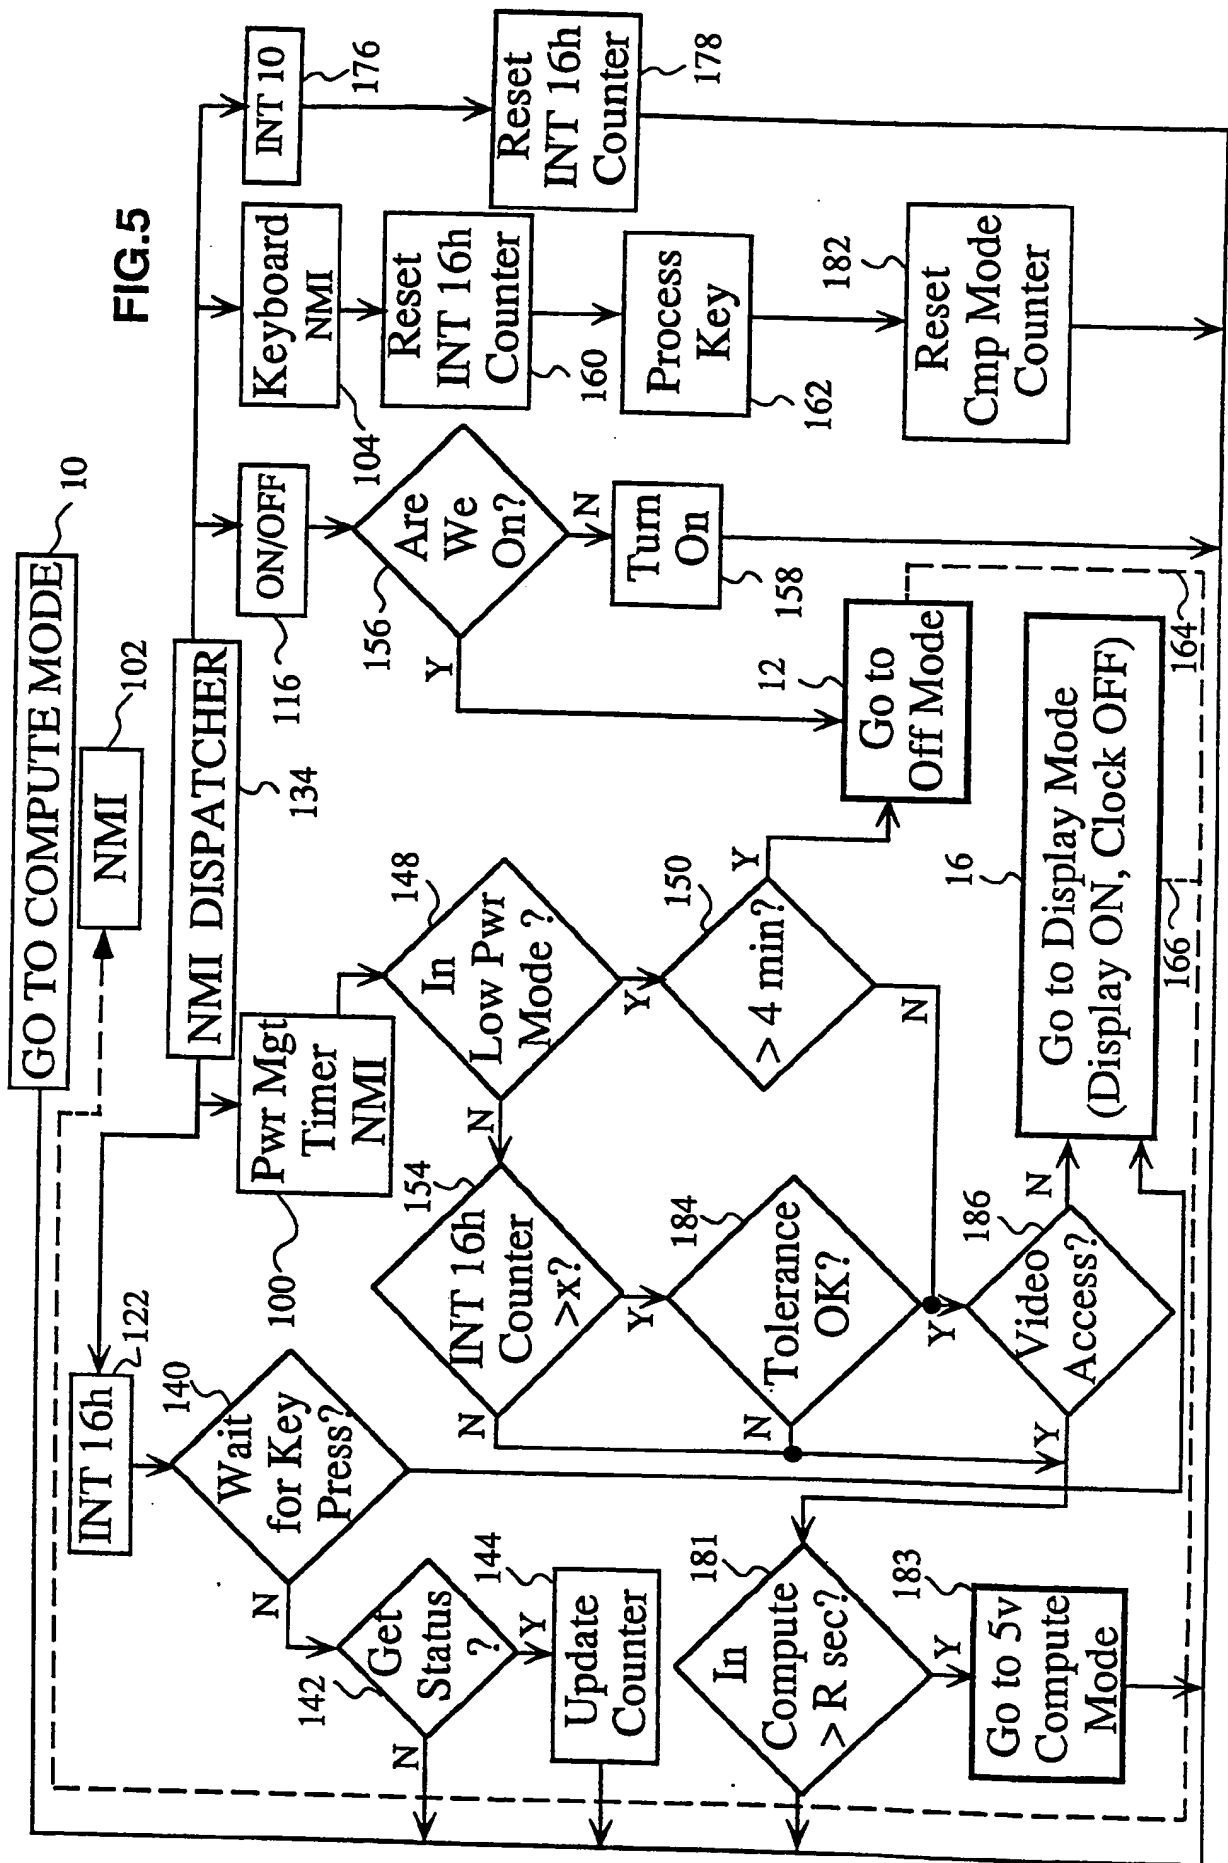 FIG.5
GO TO COMPUTE MODE
10
NMI
102
NMI DISPATCHER
134
INT 16h
122
Wait
for Key
Press?
140
N
Get
Status
?
142
N
Y
Update
Counter
144
Pwr Mgt
Timer
NMI
100
In
Low Pwr
Mode ?
148
N
Y
INT 16h
Counter
>x?
154
N
Y
> 4 min?
150
Y
N
Tolerance
OK?
184
N
Y
Video
Access?
186
N
Y
In
Compute
> R sec?
181
Y
Go to 5v
Compute
Mode
183
Go to Display Mode
(Display ON, Clock OFF)
16
166
164
ON/OFF
116
Are
We
On?
156
Y
N
Turn
On
158
Go to
Off Mode
12
Keyboard
NMI
104
Reset
INT 16h
Counter
160
Process
Key
162
Reset
Cmp Mode
Counter
182
INT 10
176
Reset
INT 16h
Counter
178